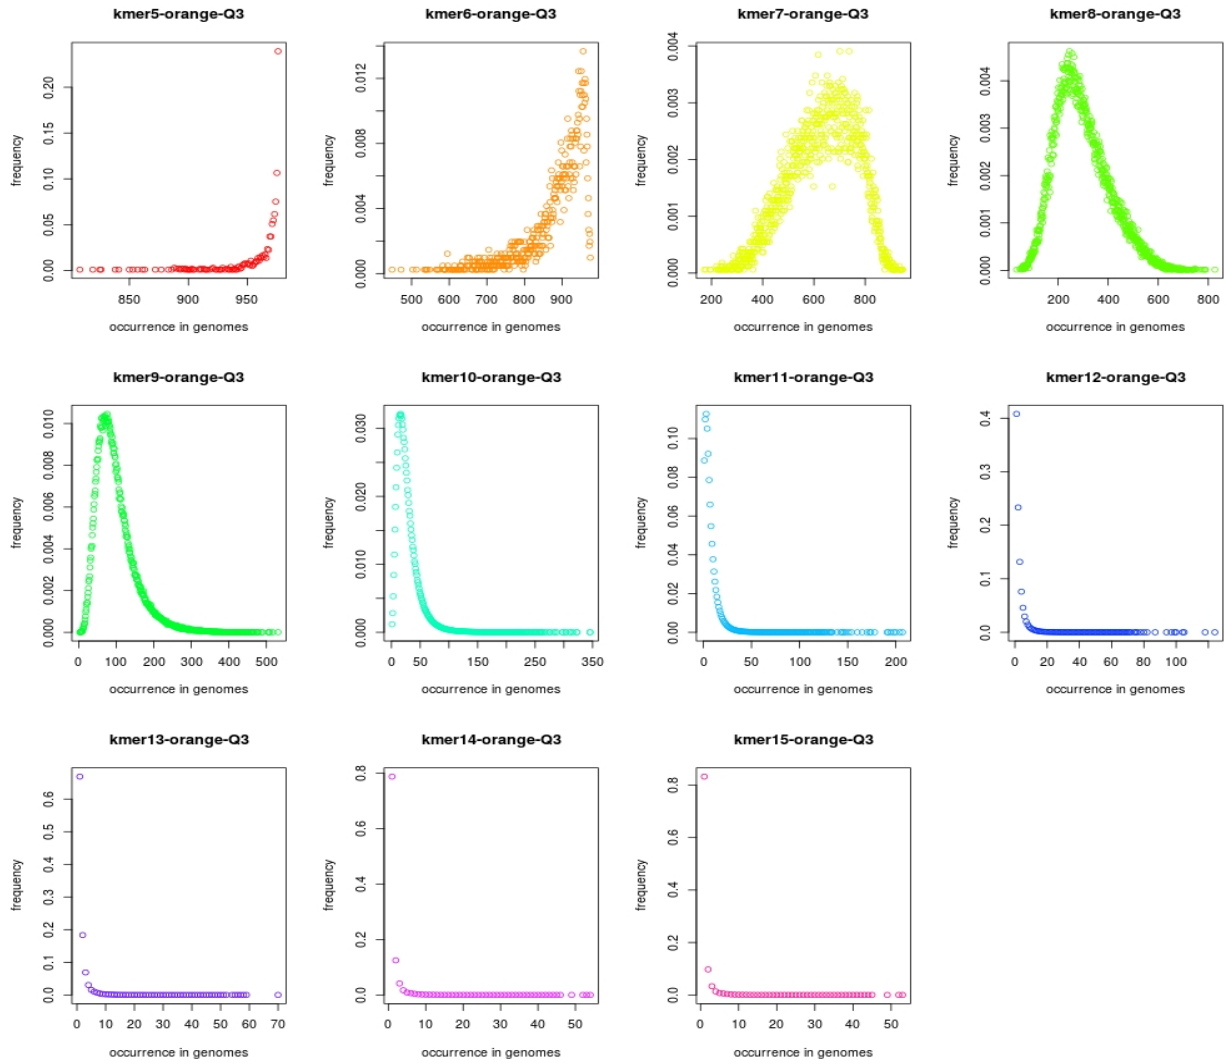 kmer5-orange-Q3
frequency
0.00 0.05 0.10 0.15 0.20
850 900 950
occurrence in genomes
kmer6-orange-Q3
frequency
0.000 0.004 0.008 0.012
500 600 700 800 900
occurrence in genomes
kmer7-orange-Q3
frequency
0.000 0.001 0.002 0.003 0.004
200 400 600 800
occurrence in genomes
kmer8-orange-Q3
frequency
0.000 0.001 0.002 0.003 0.004
200 400 600 800
occurrence in genomes
kmer9-orange-Q3
frequency
0.000 0.002 0.004 0.006 0.008 0.010
0 100 200 300 400 500
occurrence in genomes
kmer10-orange-Q3
frequency
0.000 0.010 0.020 0.030
0 50 150 250 350
occurrence in genomes
kmer11-orange-Q3
frequency
0.00 0.02 0.04 0.06 0.08 0.10
0 50 100 150 200
occurrence in genomes
kmer12-orange-Q3
frequency
0.0 0.1 0.2 0.3 0.4
0 20 40 60 80 100
occurrence in genomes
kmer13-orange-Q3
frequency
0.0 0.1 0.2 0.3 0.4 0.5 0.6
0 10 20 30 40 50 60 70
occurrence in genomes
kmer14-orange-Q3
frequency
0.0 0.2 0.4 0.6 0.8
0 10 20 30 40 50
occurrence in genomes
kmer15-orange-Q3
frequency
0.0 0.2 0.4 0.6 0.8
0 10 20 30 40 50
occurrence in genomes